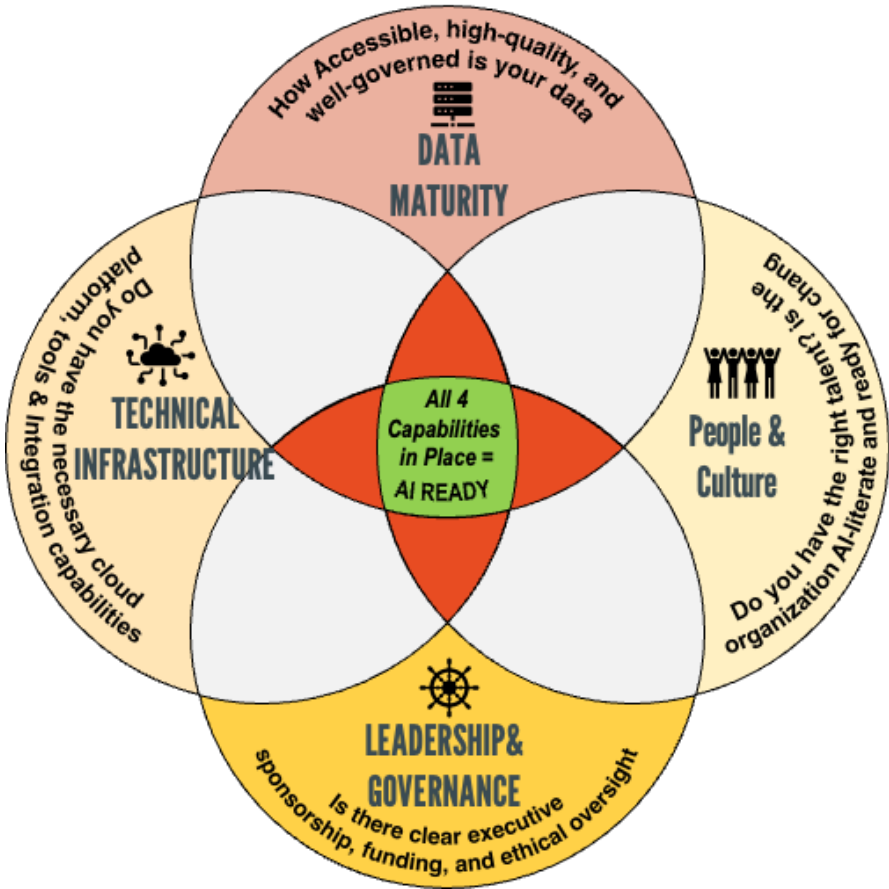 How Accessible, high-quality, and
well-governed is your data
DATA
MATURITY
Do you have the necessary cloud
platform, tools & Integration capabilities
TECHNICAL
INFRASTRUCTURE
All 4
Capabilities
in Place =
AI READY
People &
Culture
Do you have the right talent? is the
organization AI-literate and ready for chang
LEADERSHIP&
GOVERNANCE
Is there clear executive
sponsorship, funding, and ethical oversight